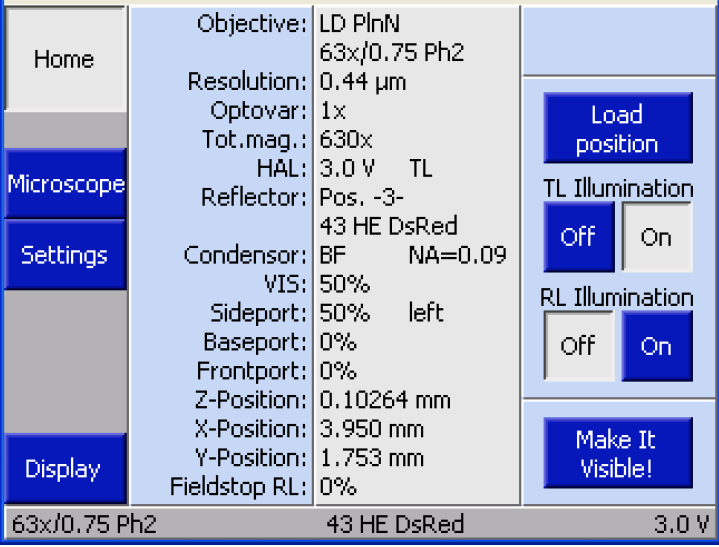 Home
Microscope
Settings
Display
Objective: LD PlnN
63x/0.75 Ph2
Resolution: 0.44 µm
Optovar: 1x
Tot.mag.: 630x
HAL: 3.0 V TL
Reflector: Pos. -3-
43 HE DsRed
Condensor: BF NA=0.09
VIS: 50%
Sideport: 50% left
Baseport: 0%
Frontport: 0%
Z-Position: 0.10264 mm
X-Position: 3.950 mm
Y-Position: 1.753 mm
Fieldstop RL: 0%
Load
position
TL Illumination
Off On
RL Illumination
Off On
Make It
Visible!
63x/0.75 Ph2 43 HE DsRed 3.0 V